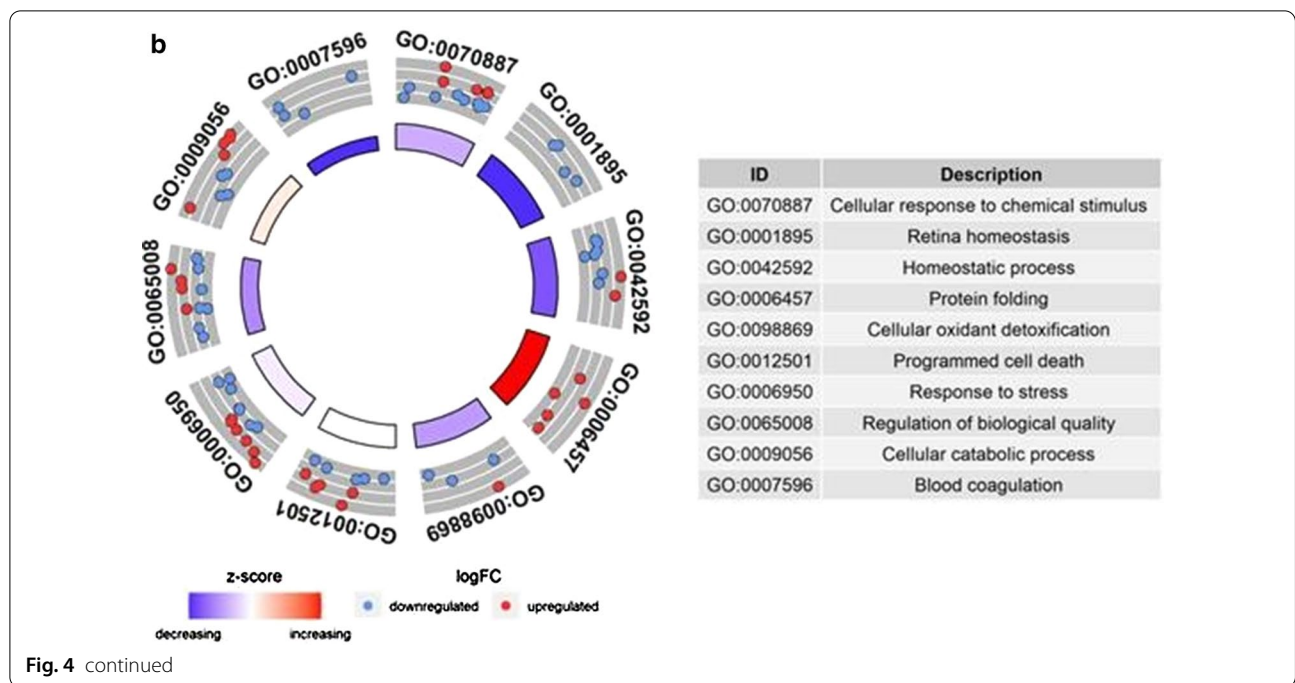 b
GO:0070887
GO:0001895
GO:0042592
GO:0006457
GO:0098869
GO:0012501
GO:0006950
GO:0065008
GO:0009056
GO:0007596
ID Description
GO:0070887 Cellular response to chemical stimulus
GO:0001895 Retina homeostasis
GO:0042592 Homeostatic process
GO:0006457 Protein folding
GO:0098869 Cellular oxidant detoxification
GO:0012501 Programmed cell death
GO:0006950 Response to stress
GO:0065008 Regulation of biological quality
GO:0009056 Cellular catabolic process
GO:0007596 Blood coagulation
z-score logFC
downregulated upregulated
decreasing increasing
Fig. 4 continued